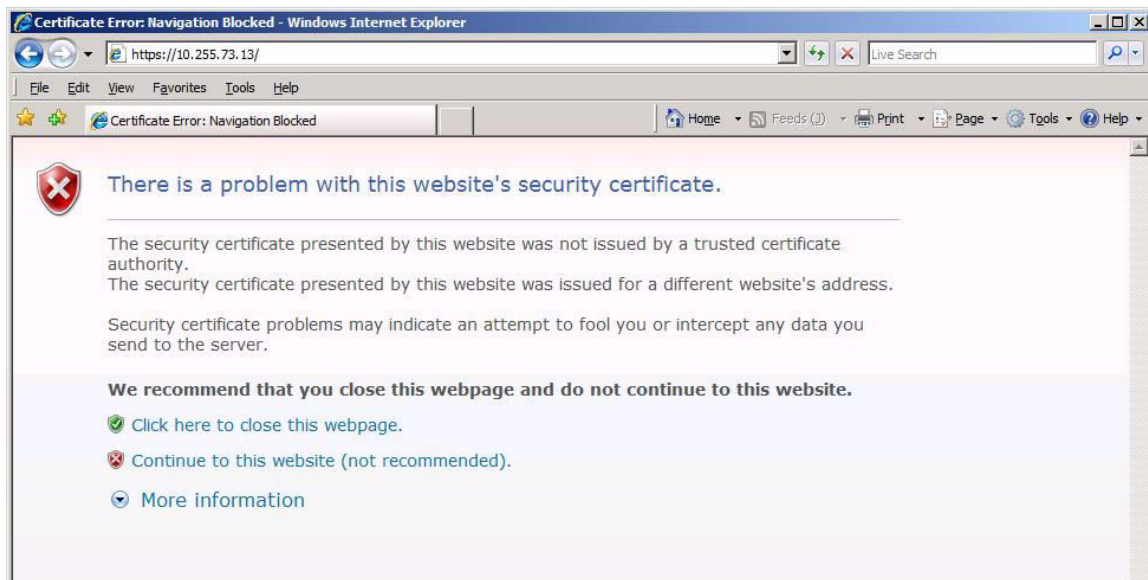 Certificate Error: Navigation Blocked - Windows Internet Explorer
https://10.255.73.13/
Live Search
File Edit View Favorites Tools Help
Certificate Error: Navigation Blocked
Home Feeds (J) Print Page Tools Help
There is a problem with this website's security certificate.
The security certificate presented by this website was not issued by a trusted certificate
authority.
The security certificate presented by this website was issued for a different website's address.
Security certificate problems may indicate an attempt to fool you or intercept any data you
send to the server.
We recommend that you close this webpage and do not continue to this website.
Click here to close this webpage.
Continue to this website (not recommended).
More information